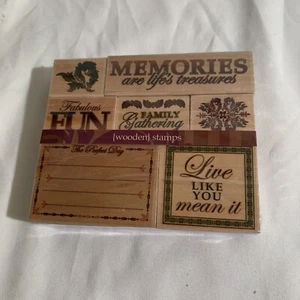 MEMORIES
are life's treasures
Fabulous
FUN
FAMILY
Gathering
{wooden} stamps
The Perfect Day
Live
LIKE
YOU
mean it